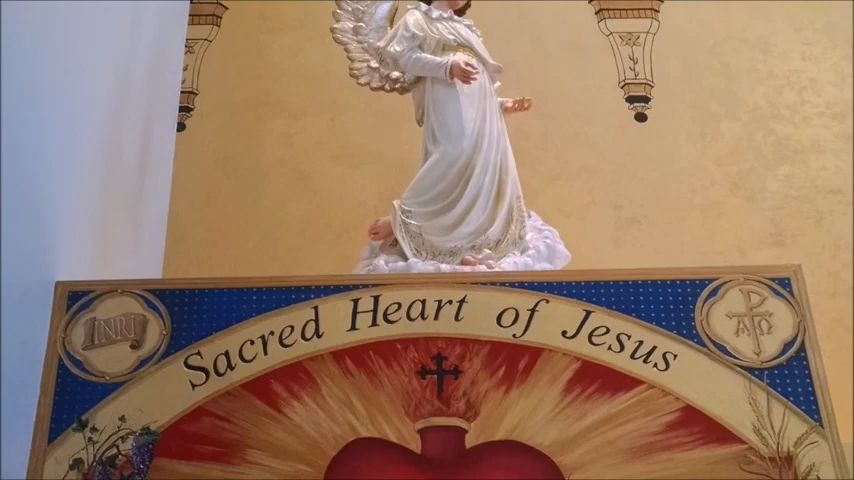 INRI
Sacred Heart of Jesus
Α Ω